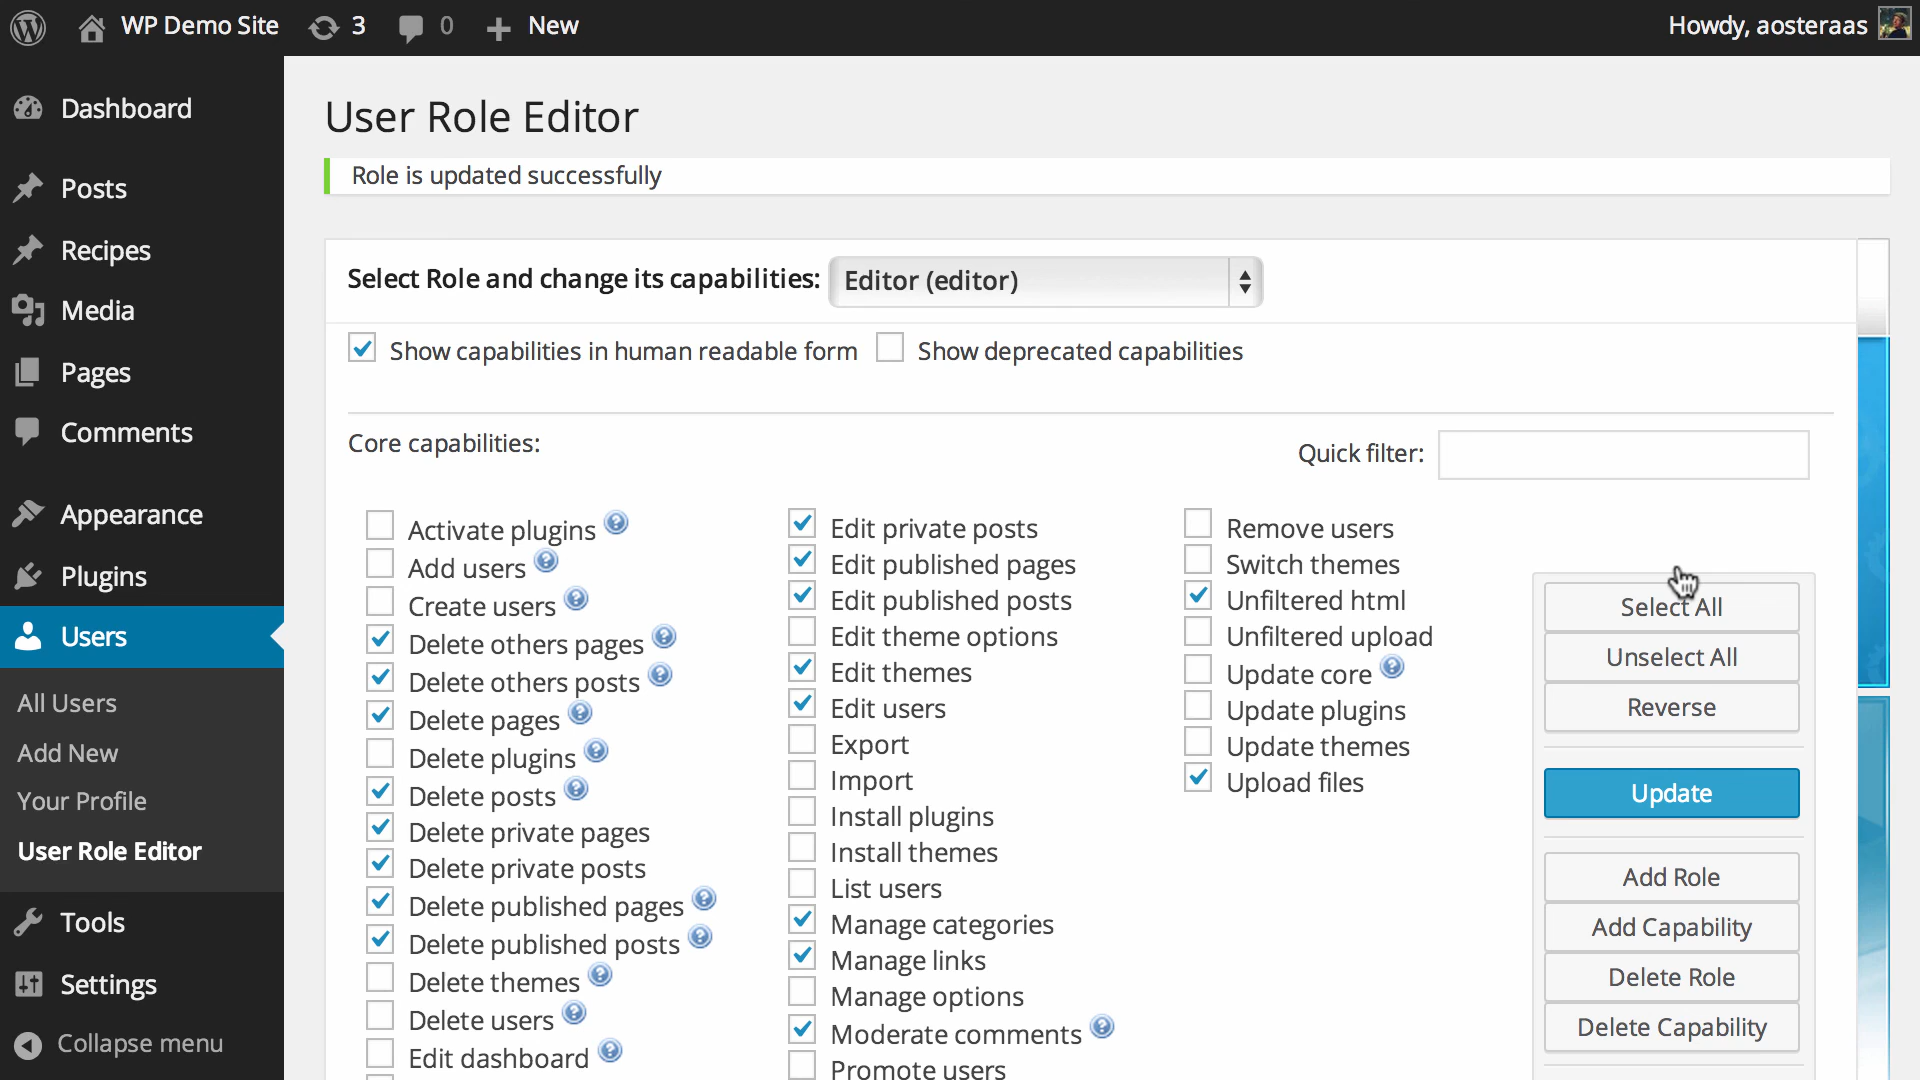 WP Demo Site 3 0 New Howdy, aosteraas
Dashboard
Posts
Recipes
Media
Pages
Comments
Appearance
Plugins
Users
All Users
Add New
Your Profile
User Role Editor
Tools
Settings
Collapse menu
User Role Editor
Role is updated successfully
Select Role and change its capabilities: Editor (editor)
Show capabilities in human readable form Show deprecated capabilities
Core capabilities:
Quick filter:
Activate plugins
Add users
Create users
Delete others pages
Delete others posts
Delete pages
Delete plugins
Delete posts
Delete private pages
Delete private posts
Delete published pages
Delete published posts
Delete themes
Delete users
Edit dashboard
Edit private posts
Edit published pages
Edit published posts
Edit theme options
Edit themes
Edit users
Export
Import
Install plugins
Install themes
List users
Manage categories
Manage links
Manage options
Moderate comments
Promote users
Remove users
Switch themes
Unfiltered html
Unfiltered upload
Update core
Update plugins
Update themes
Upload files
Select All
Unselect All
Reverse
Update
Add Role
Add Capability
Delete Role
Delete Capability